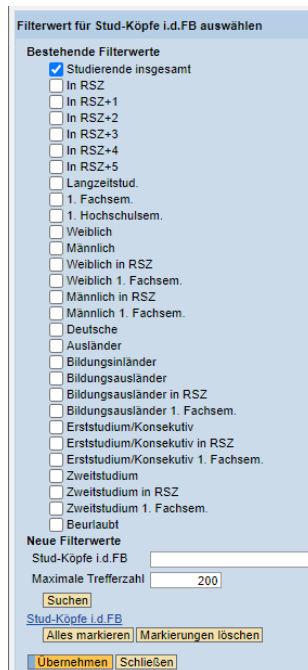 Filterwert für Stud-Köpfe i.d.FB auswählen
Bestehende Filterwerte
Studierende insgesamt
In RSZ
In RSZ+1
In RSZ+2
In RSZ+3
In RSZ+4
In RSZ+5
Langzeitstud.
1. Fachsem.
1. Hochschulsem.
Weiblich
Männlich
Weiblich in RSZ
Weiblich 1. Fachsem.
Männlich in RSZ
Männlich 1. Fachsem.
Deutsche
Ausländer
Bildungsinländer
Bildungsausländer
Bildungsausländer in RSZ
Bildungsausländer 1. Fachsem.
Erststudium/Konsekutiv
Erststudium/Konsekutiv in RSZ
Erststudium/Konsekutiv 1. Fachsem.
Zweitstudium
Zweitstudium in RSZ
Zweitstudium 1. Fachsem.
Beurlaubt
Neue Filterwerte
Stud-Köpfe i.d.FB
Maximale Trefferzahl 200
Suchen
Stud-Köpfe i.d.FB
Alles markieren Markierungen löschen
Übernehmen Schließen